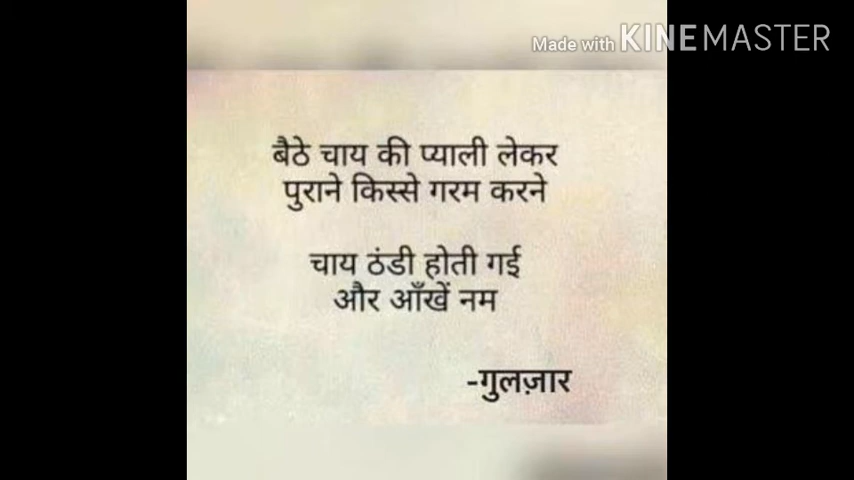 Made with KINEMASTER
बैठे चाय की प्याली लेकर
पुराने किस्से गरम करने
चाय ठंडी होती गई
और आँखें नम
-गुलज़ार